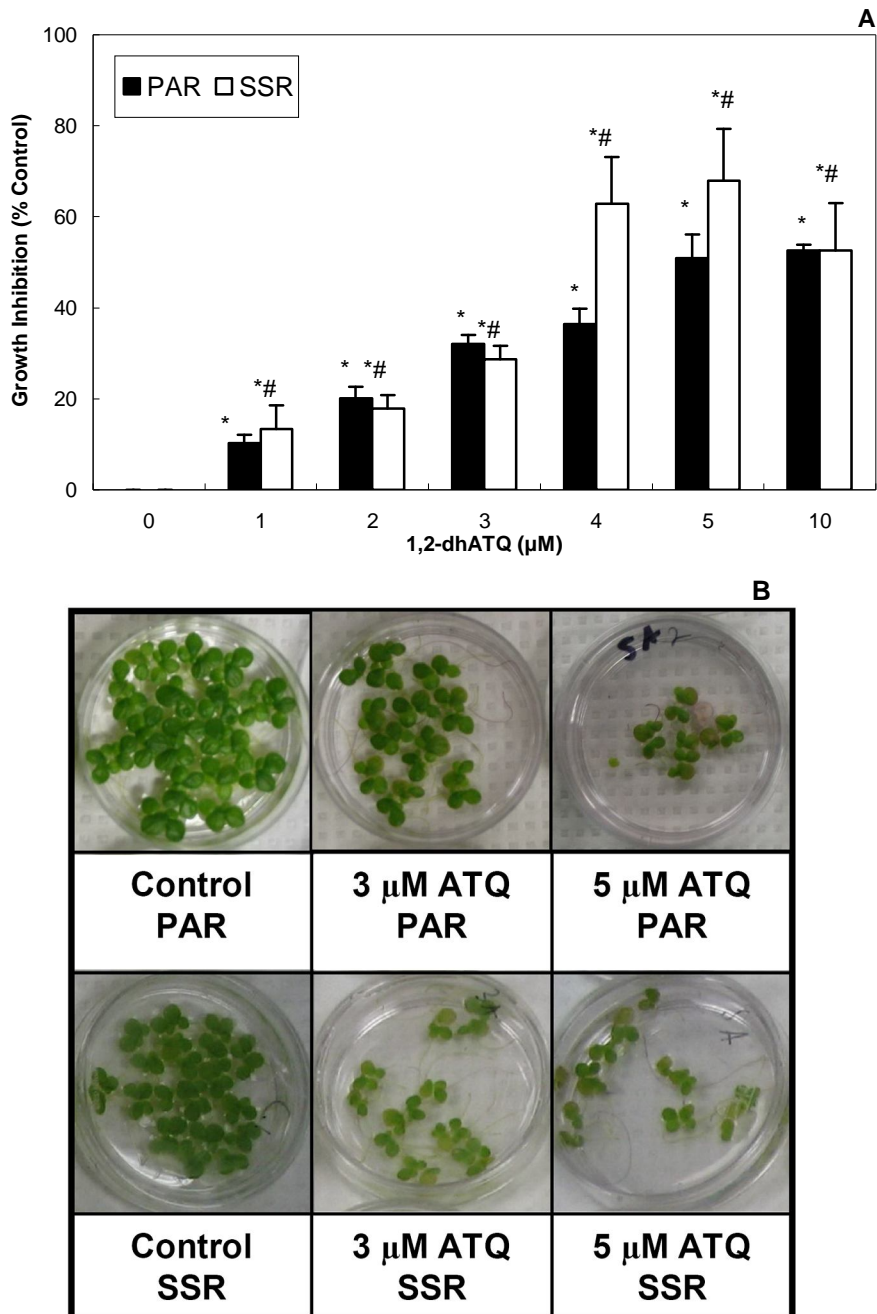 A
100
80
60
40
20
0
Growth Inhibition (% Control)
PAR SSR
*
*#
*
*#
*
*#
*
*#
*
*#
*
*#
0 1 2 3 4 5 10
1,2-dhATQ (µM)
B
Control
PAR
3 µM ATQ
PAR
5 µM ATQ
PAR
Control
SSR
3 µM ATQ
SSR
5 µM ATQ
SSR